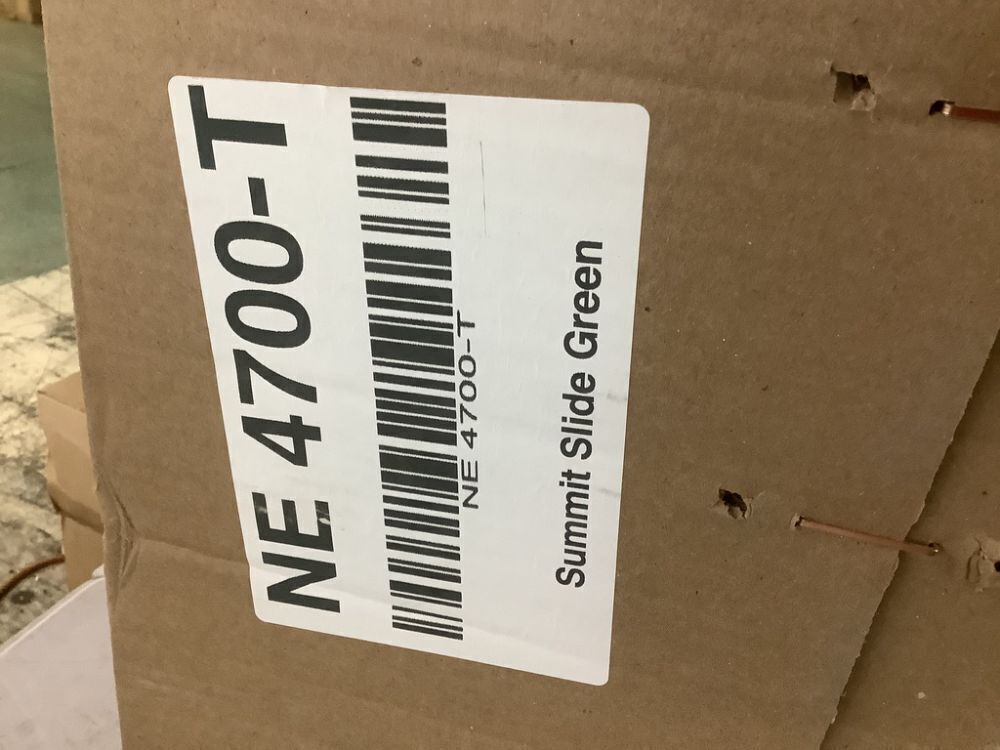 NE 4700-T
NE 4700-T
Summit Slide Green